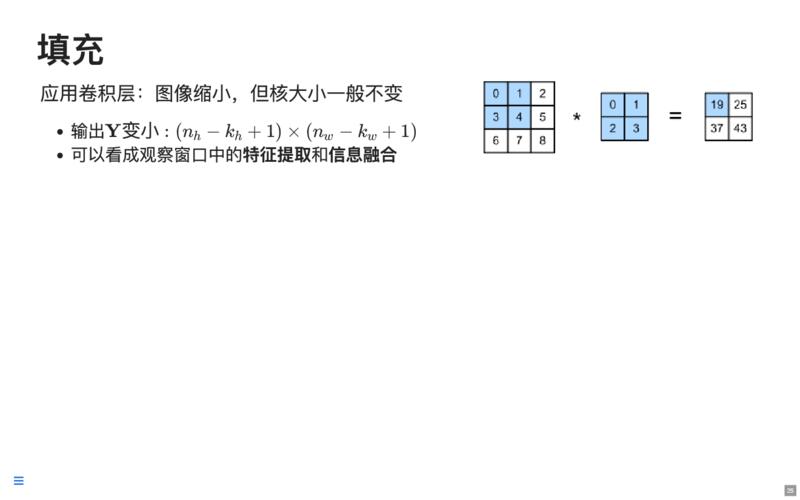 填充
应用卷积层：图像缩小，但核大小一般不变
• 输出Y变小 : (n_h − k_h + 1) × (n_w − k_w + 1)
• 可以看成观察窗口中的特征提取和信息融合
0 1 2
3 4 5
6 7 8
*
0 1
2 3
=
19 25
37 43
25